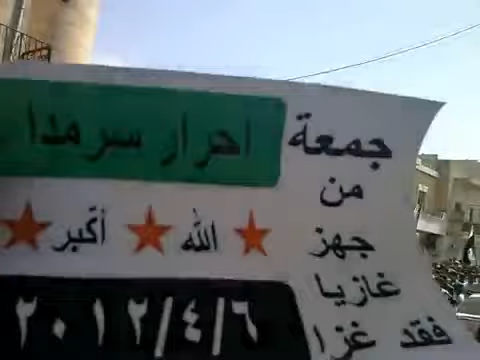 جمعة
من
جهز
غازيا
فقد غزا
احرار سرمدا
الله أكبر
٢٠١٢/٤/٦